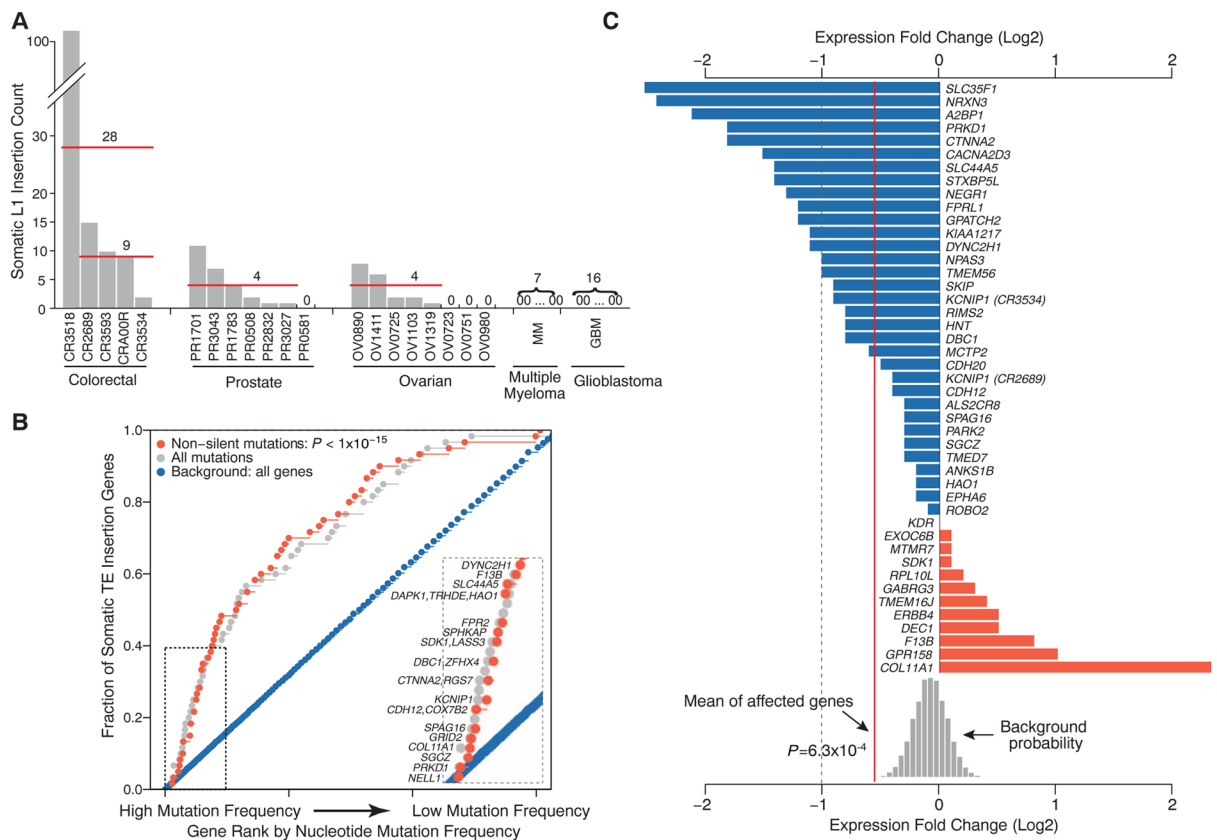 A
Somatic L1 Insertion Count
100
30
20
15
10
5
0
28
9
4
0
4
0 0 0
7
00 ... 00
16
00 ... 00
CR3518
CR2689
CR3593
CRA00R
CR3534
PR1701
PR3043
PR1783
PR0508
PR2832
PR3027
PR0581
OV0890
OV1411
OV0725
OV1103
OV1319
OV0723
OV0751
OV0980
MM
GBM
Colorectal
Prostate
Ovarian
Multiple
Myeloma
Glioblastoma
B
Fraction of Somatic TE Insertion Genes
1.0
0.8
0.6
0.4
0.2
0.0
Non-silent mutations: P < 1x10⁻¹⁵
All mutations
Background: all genes
DYNC2H1
F13B
SLC44A5
DAPK1,TRHDE,HAO1
FPR2
SPHKAP
SDK1,LASS3
DBC1,ZFHX4
CTNNA2,RGS7
KCNIP1
CDH12,COX7B2
SPAG16
GRID2
COL11A1
SGCZ
PRKD1
NELL1
High Mutation Frequency
Low Mutation Frequency
Gene Rank by Nucleotide Mutation Frequency
C
Expression Fold Change (Log2)
−2 −1 0 1 2
SLC35F1
NRXN3
A2BP1
PRKD1
CTNNA2
CACNA2D3
SLC44A5
STXBP5L
NEGR1
FPRL1
GPATCH2
KIAA1217
DYNC2H1
NPAS3
TMEM56
SKIP
KCNIP1 (CR3534)
RIMS2
HNT
DBC1
MCTP2
CDH20
KCNIP1 (CR2689)
CDH12
ALS2CR8
SPAG16
PARK2
SGCZ
TMED7
ANKS1B
HAO1
EPHA6
ROBO2
KDR
EXOC6B
MTMR7
SDK1
RPL10L
GABRG3
TMEM16J
ERBB4
DEC1
F13B
GPR158
COL11A1
Mean of affected genes
P=6.3x10⁻⁴
Background
probability
−2 −1 0 1 2
Expression Fold Change (Log2)